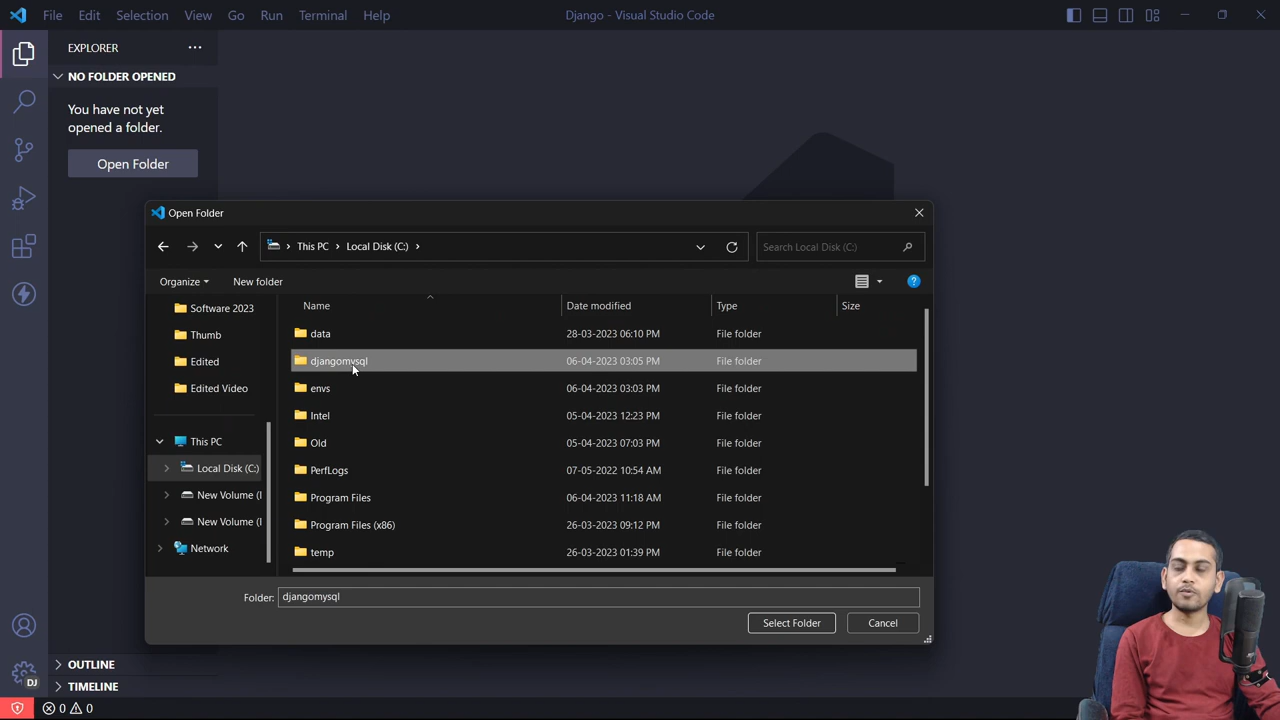 File Edit Selection View Go Run Terminal Help Django - Visual Studio Code
EXPLORER
NO FOLDER OPENED
You have not yet
opened a folder.
Open Folder
Open Folder
This PC Local Disk (C:)
Search Local Disk (C:)
Organize New folder
Name Date modified Type Size
Software 2023
Thumb
Edited
Edited Video
This PC
Local Disk (C:)
New Volume (
New Volume (
Network
data 28-03-2023 06:10 PM File folder
djangomysql 06-04-2023 03:05 PM File folder
envs 06-04-2023 03:03 PM File folder
Intel 05-04-2023 12:23 PM File folder
Old 05-04-2023 07:03 PM File folder
PerfLogs 07-05-2022 10:54 AM File folder
Program Files 06-04-2023 11:18 AM File folder
Program Files (x86) 26-03-2023 09:12 PM File folder
temp 26-03-2023 01:39 PM File folder
Folder: djangomysql
Select Folder Cancel
OUTLINE
DJ
TIMELINE
0 0